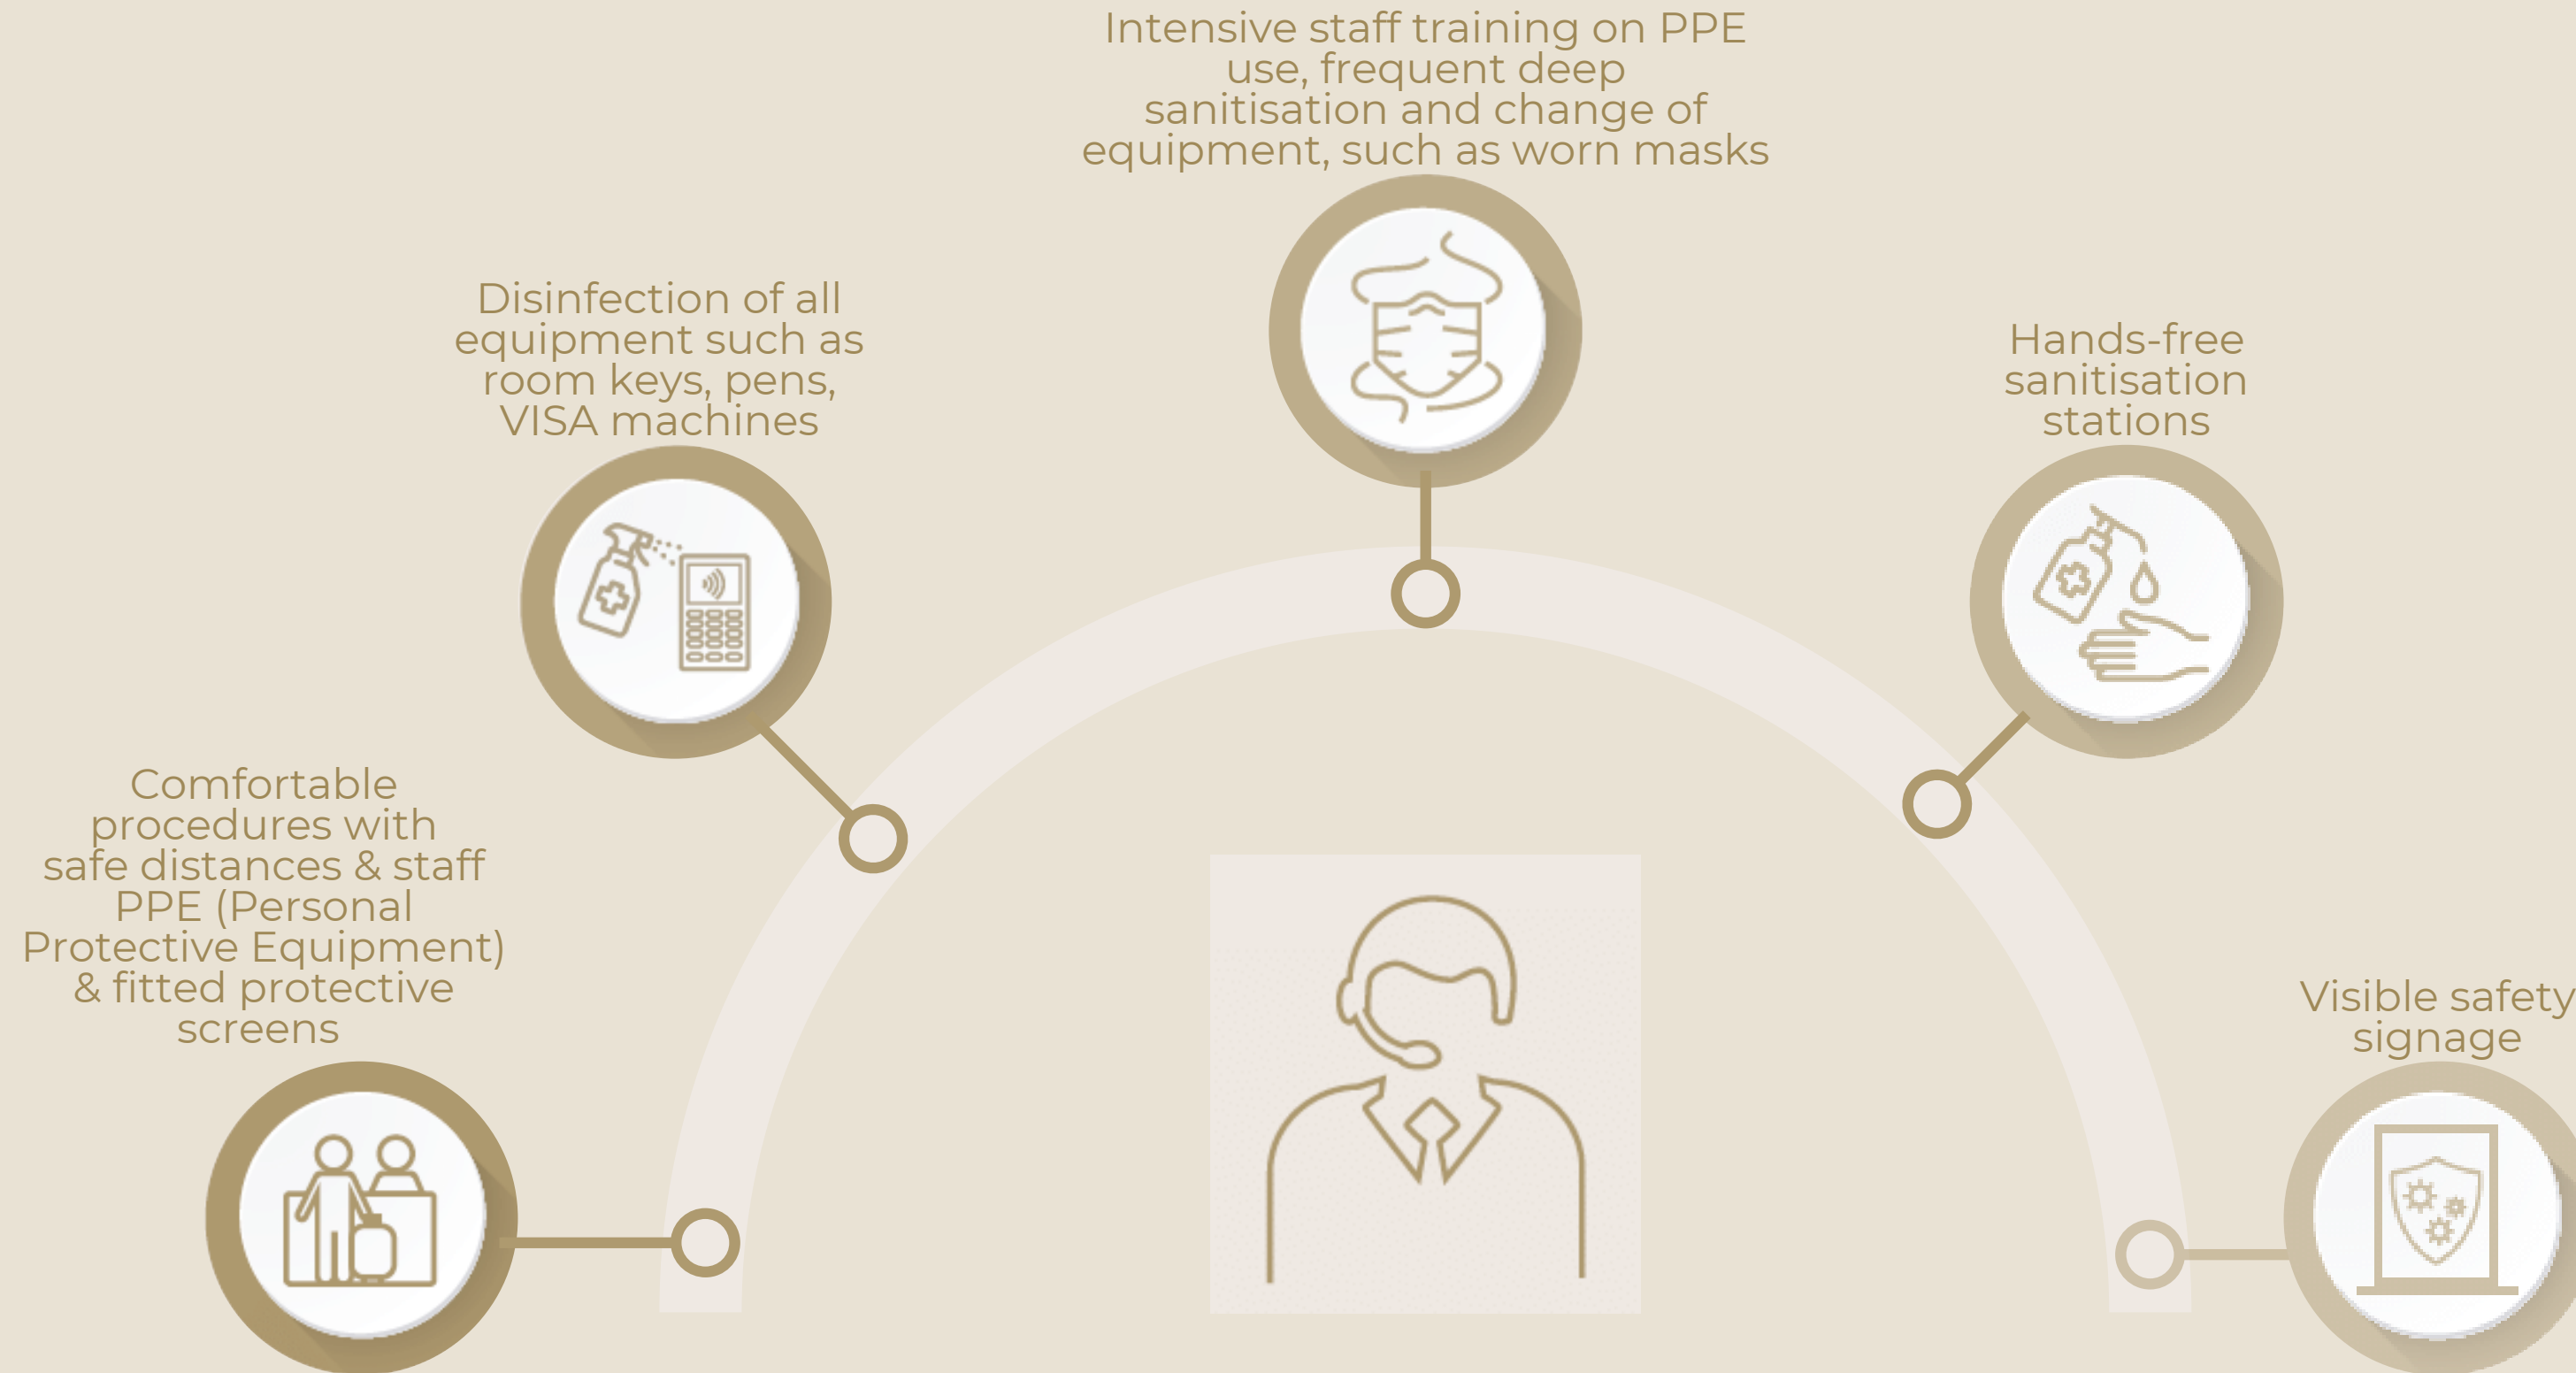 Intensive staff training on PPE
use, frequent deep
sanitisation and change of
equipment, such as worn masks
Disinfection of all
equipment such as
room keys, pens,
VISA machines
Hands-free
sanitisation
stations
Comfortable
procedures with
safe distances & staff
PPE (Personal
Protective Equipment)
& fitted protective
screens
Visible safety
signage